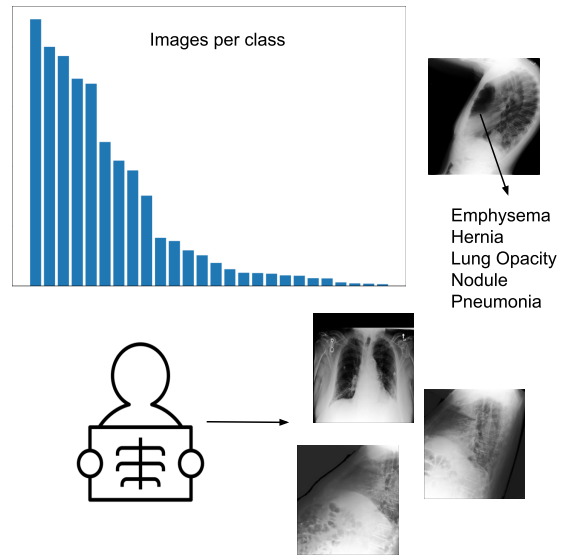 Images per class
Emphysema
Hernia
Lung Opacity
Nodule
Pneumonia